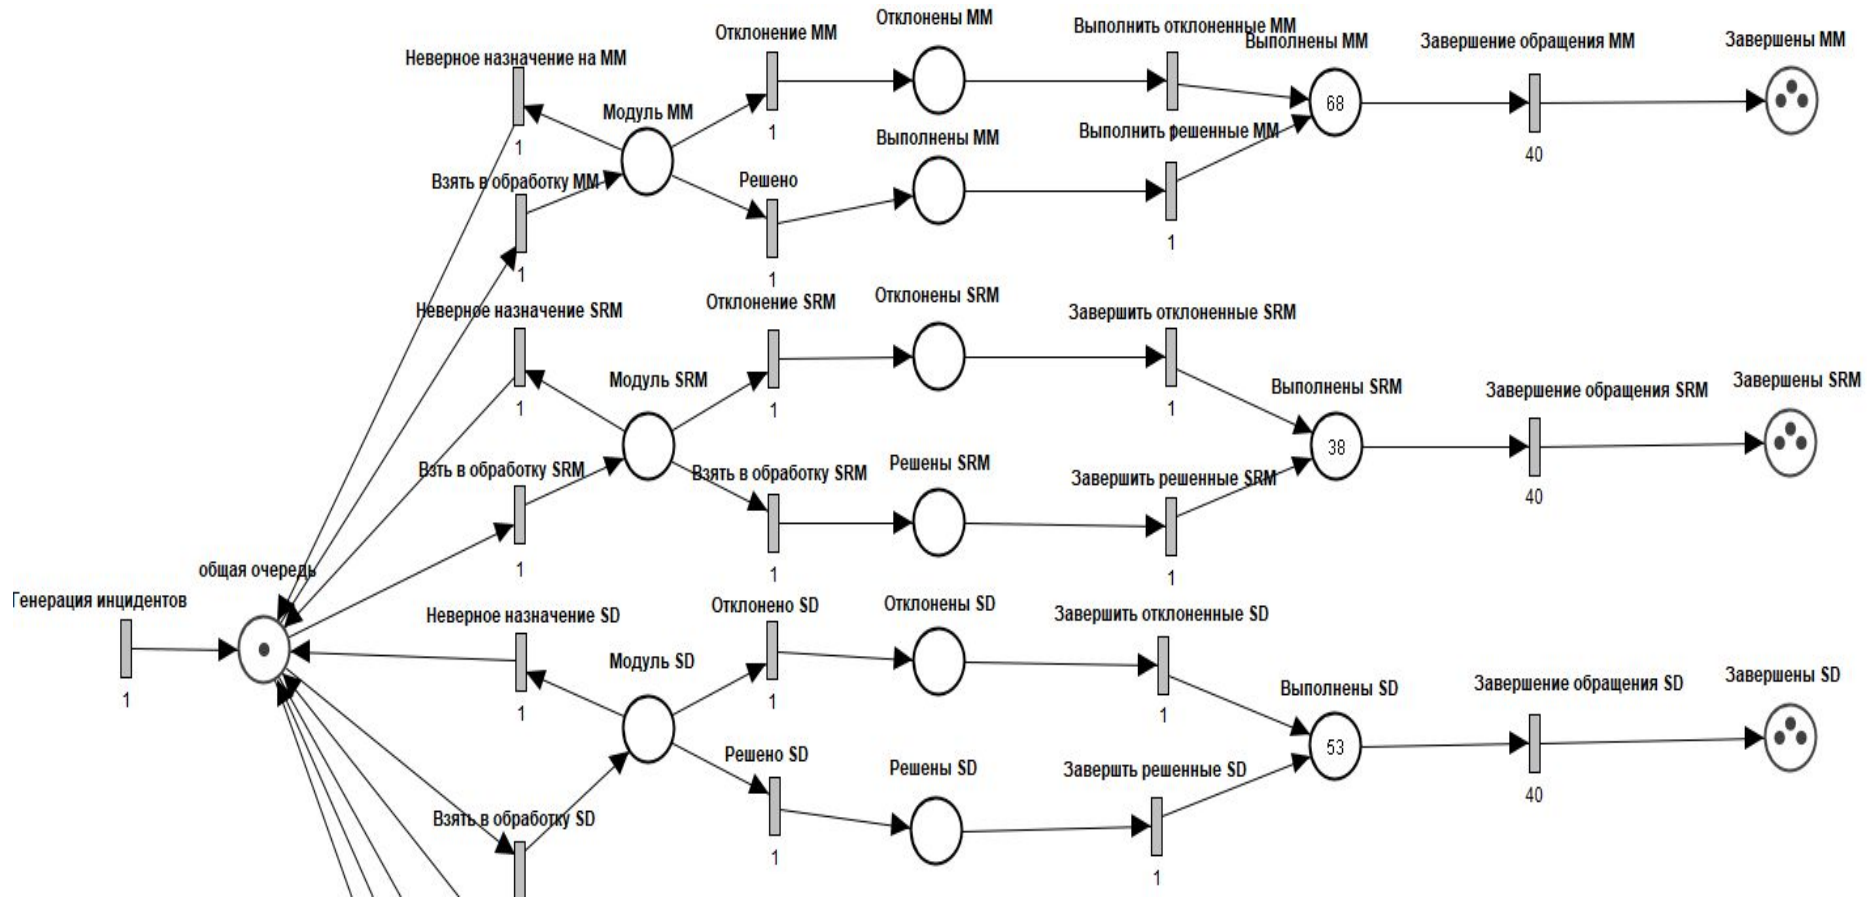 Отклонены ММ
Выполнить отклоненные ММ
Отклонение ММ
Выполнены ММ
Завершение обращения ММ
Завершены ММ
Неверное назначение на ММ
68
Модуль ММ
1
Выполнить решенные ММ
Выполнены ММ
1
40
Взять в обработку ММ
Решено
1
1
1
Неверное назначение SRM
Отклонение SRM
Отклонены SRM
Завершить отклоненные SRM
Модуль SRM
Выполнены SRM
Завершение обращения SRM
Завершены SRM
1
1
1
38
Взть в обработку SRM
Взять в обработку SRM
Решены SRM
Завершить решенные SRM
40
1
1
1
общая очередь
Генерация инцидентов
Неверное назначение SD
Отклонено SD
Отклонены SD
Завершить отклоненные SD
Модуль SD
Выполнены SD
Завершение обращения SD
Завершены SD
1
1
1
1
53
Решено SD
Решены SD
Завершть решенные SD
40
Взять в обработку SD
1
1